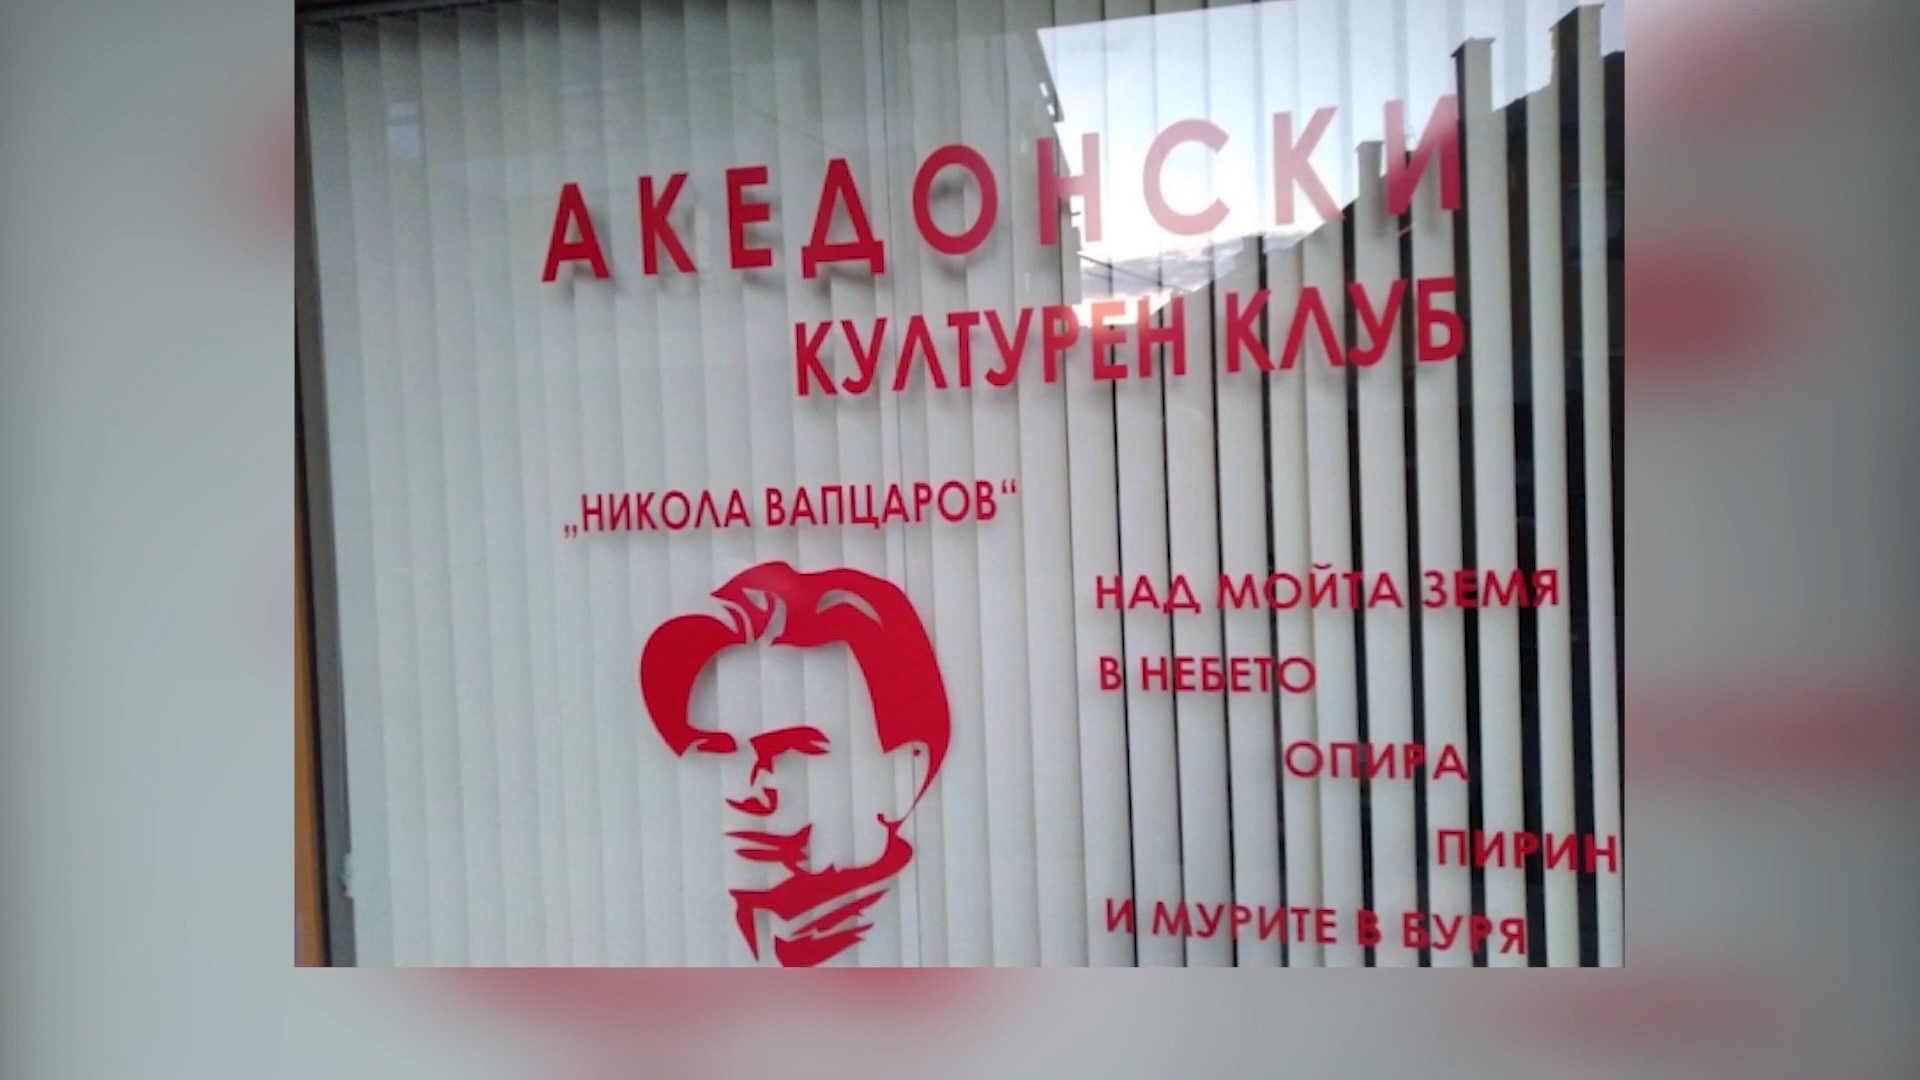 АКЕДОНСКИ
КУЛТУРЕН КЛУБ
„НИКОЛА ВАПЦАРОВ“
НАД МОЙТА ЗЕМЯ
В НЕБЕТО
ОПИРА
ПИРИН
И МУРИТЕ В БУРЯ